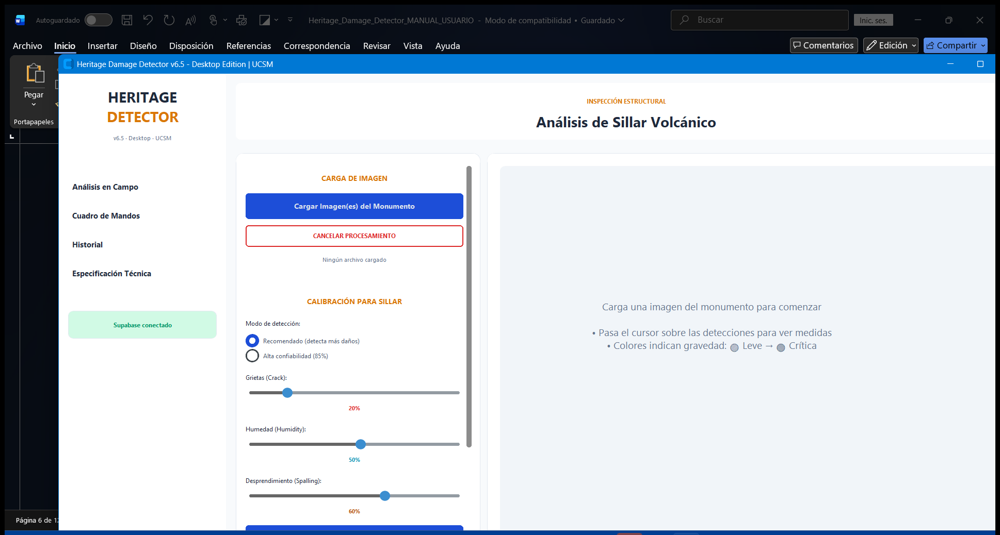 Autoguardado
Heritage_Damage_Detector_MANUAL_USUARIO - Modo de compatibilidad • Guardado
Buscar
Inic. ses.
Archivo Inicio Insertar Diseño Disposición Referencias Correspondencia Revisar Vista Ayuda
Comentarios
Edición
Compartir
Pegar
Portapapeles
Heritage Damage Detector v6.5 - Desktop Edition | UCSM
HERITAGE
DETECTOR
v6.5 · Desktop · UCSM
Análisis en Campo
Cuadro de Mandos
Historial
Especificación Técnica
Supabase conectado
INSPECCIÓN ESTRUCTURAL
Análisis de Sillar Volcánico
CARGA DE IMAGEN
Cargar Imagen(es) del Monumento
CANCELAR PROCESAMIENTO
Ningún archivo cargado
CALIBRACIÓN PARA SILLAR
Modo de detección:
Recomendado (detecta más daños)
Alta confiabilidad (85%)
Grietas (Crack):
20%
Humedad (Humidity):
50%
Desprendimiento (Spalling):
60%
Carga una imagen del monumento para comenzar
• Pasa el cursor sobre las detecciones para ver medidas
• Colores indican gravedad: Leve → Crítica
Página 6 de